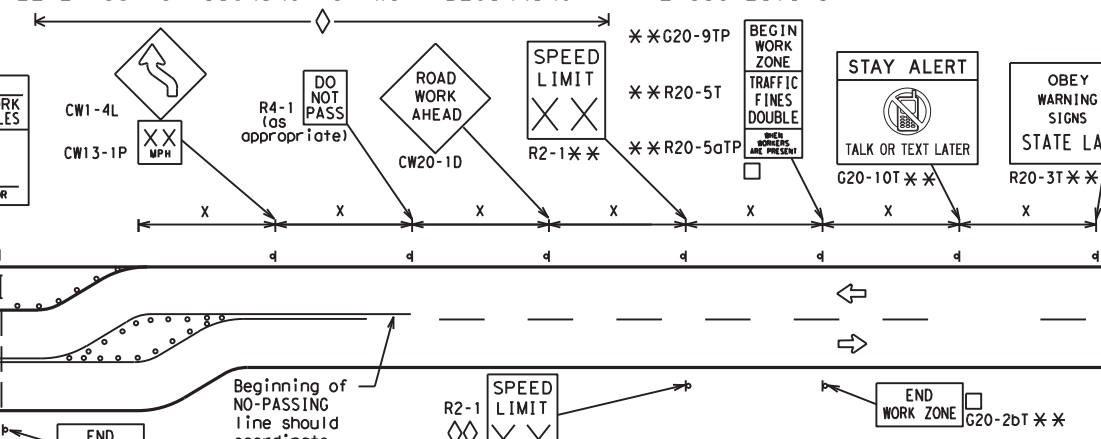 CW1-4L
XX
MPH
CW13-1P
DO
NOT
PASS
R4-1
(as
appropriate)
ROAD
WORK
AHEAD
CW20-1D
SPEED
LIMIT
X X
R2-1**
**G20-9TP
**R20-5T
**R20-5aTP
BEGIN
WORK
ZONE
TRAFFIC
FINES
DOUBLE
WHEN
WORKERS
ARE PRESENT
STAY ALERT
TALK OR TEXT LATER
G20-10T**
OBEY
WARNING
SIGNS
STATE LA
R20-3T**
OR
X X X X X X X
Beginning of
NO-PASSING
line should
coordinate
R2-1
SPEED
LIMIT
END
WORK ZONE
G20-2bT**
END